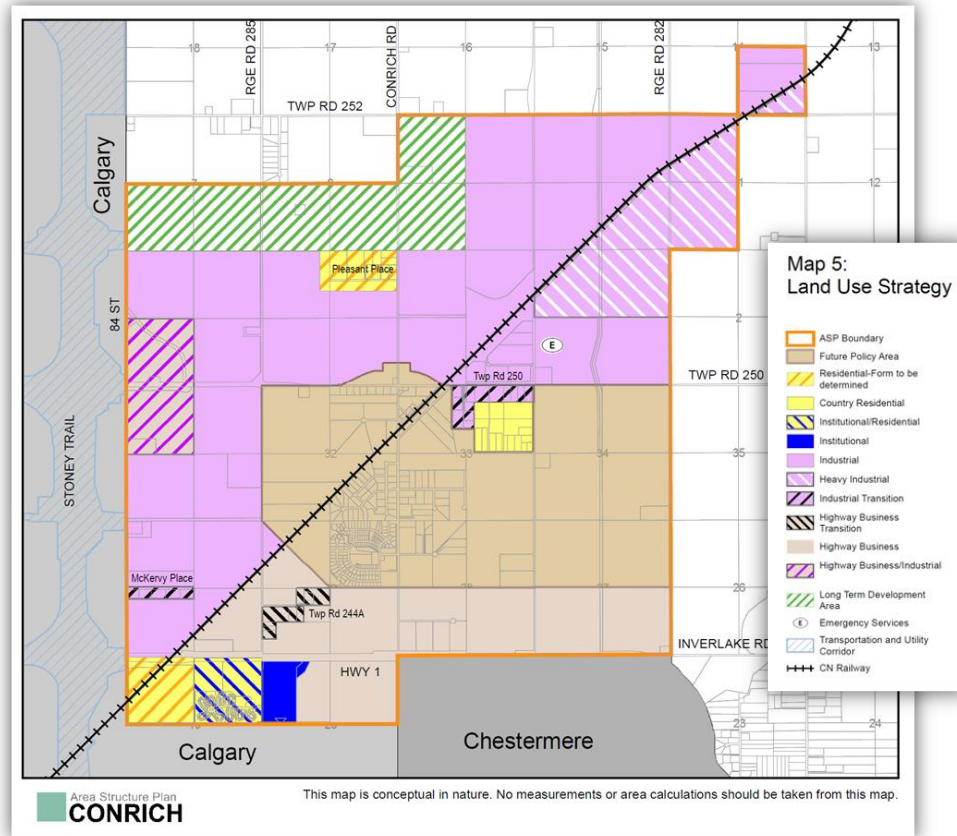 18
RGE RD 285
17
CONRICH RD
16
15
RGE RD 282
13
TWP RD 252
Calgary
12
Pleasant Place
84 ST
2
E
TWP RD 250
Twp Rd 250
STONEY TRAIL
32
33
34
35
McKervy Place
26
Twp Rd 244A
INVERLAKE RD
HWY 1
23
24
Calgary
Chestermere
Map 5:
Land Use Strategy
ASP Boundary
Future Policy Area
Residential-Form to be
determined
Country Residential
Institutional/Residential
Institutional
Industrial
Heavy Industrial
Industrial Transition
Highway Business
Transition
Highway Business
Highway Business/Industrial
Long Term Development
Area
E Emergency Services
Transportation and Utility
Corridor
CN Railway
Area Structure Plan
CONRICH
This map is conceptual in nature. No measurements or area calculations should be taken from this map.